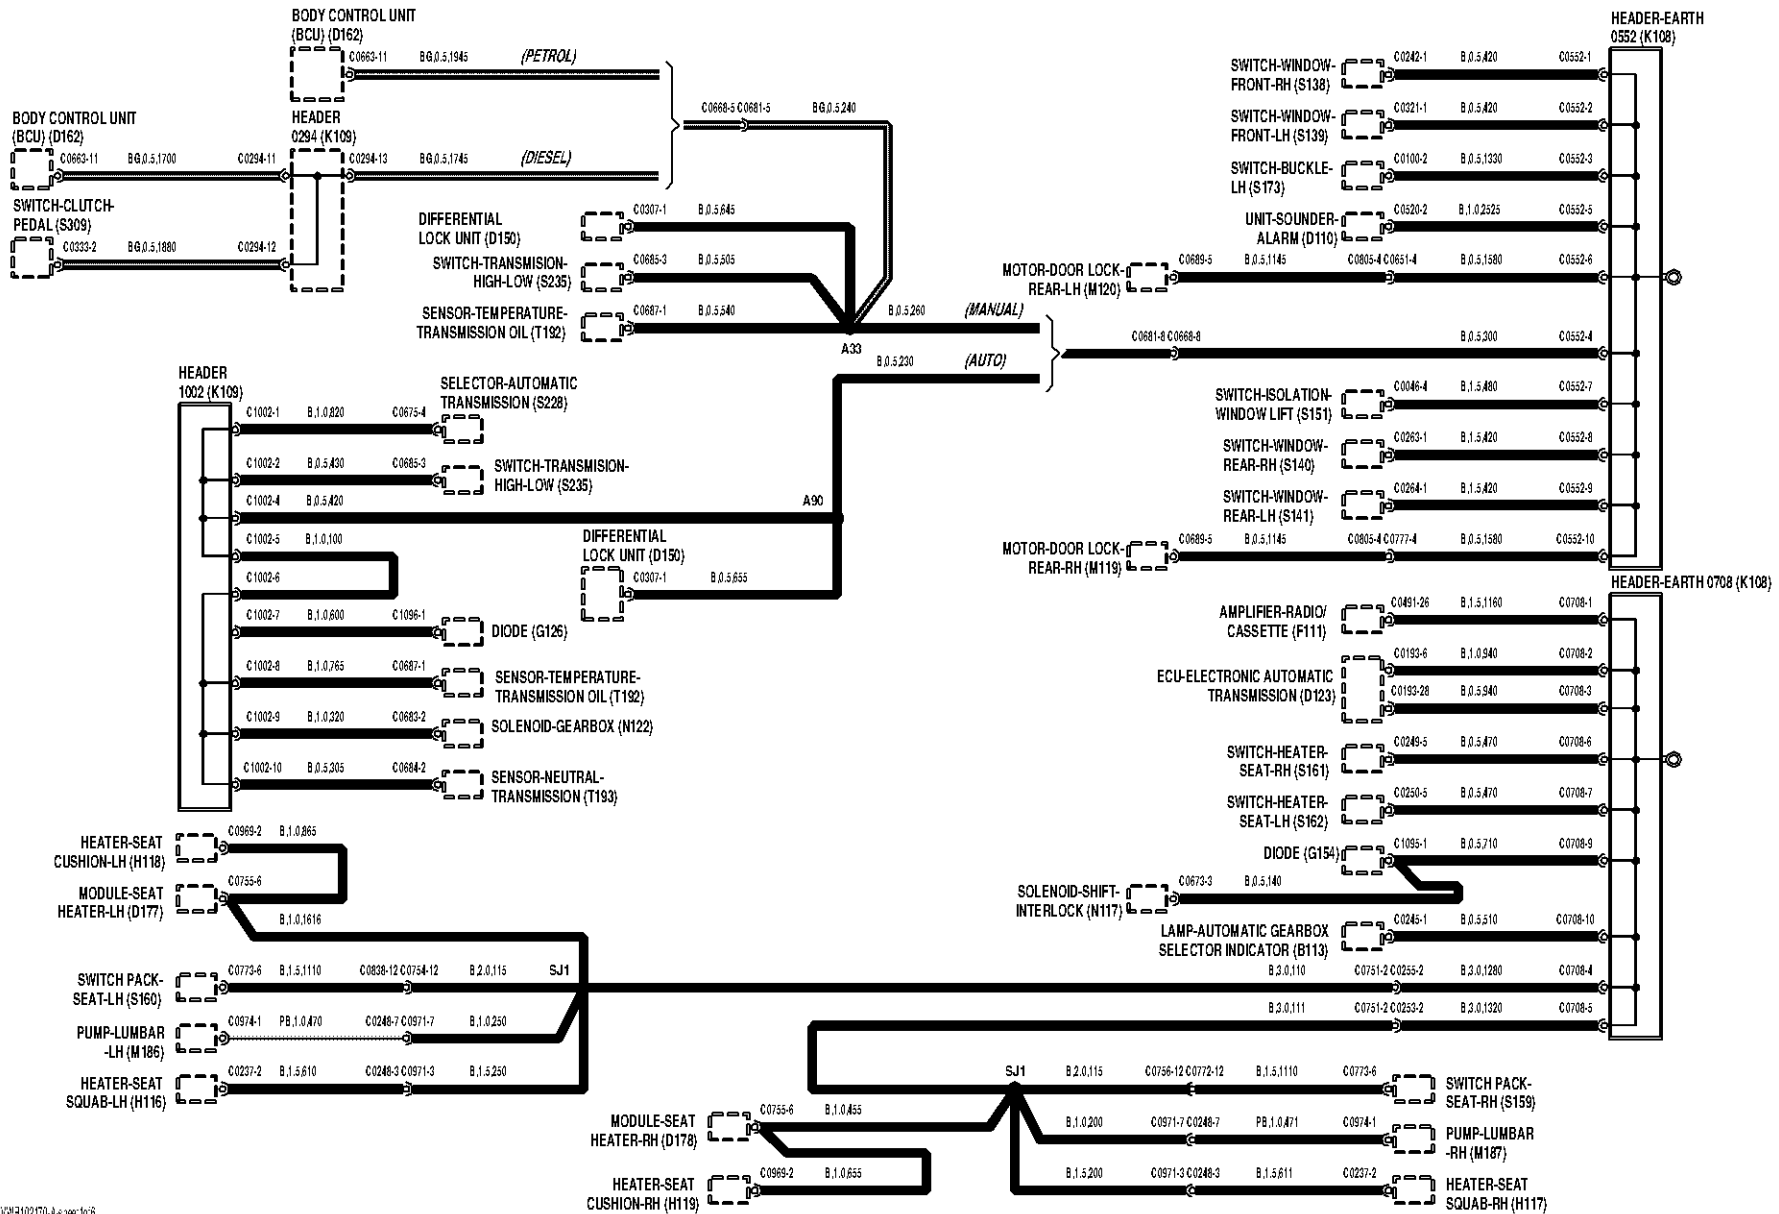 BODY CONTROL UNIT
(BCU) (D162)
C0663-11 BG,0.5,1945 (PETROL)
BODY CONTROL UNIT
(BCU) (D162)
HEADER
0294 (K109)
C0663-11 BG,0.5,1700 C0294-11
C0294-13 BG,0.5,1745 (DIESEL)
SWITCH-CLUTCH-
PEDAL (S309)
C0333-2 BG,0.5,1880 C0294-12
C0668-5 C0681-5 BG,0.5,240
DIFFERENTIAL
LOCK UNIT (D150)
C0307-1 B,0.5,645
SWITCH-TRANSMISION-
HIGH-LOW (S235)
C0685-3 B,0.5,505
SENSOR-TEMPERATURE-
TRANSMISSION OIL (T192)
C0687-1 B,0.5,540
A33
B,0.5,260 (MANUAL)
B,0.5,230 (AUTO)
C0681-8 C0668-8 B,0.5,300 C0552-4
HEADER-EARTH
0552 (K108)
SWITCH-WINDOW-
FRONT-RH (S138)
C0242-1 B,0.5,420 C0552-1
SWITCH-WINDOW-
FRONT-LH (S139)
C0321-1 B,0.5,420 C0552-2
SWITCH-BUCKLE-
LH (S173)
C0100-2 B,0.5,1330 C0552-3
UNIT-SOUNDER-
ALARM (D110)
C0520-2 B,1.0,2525 C0552-5
MOTOR-DOOR LOCK-
REAR-LH (M120)
C0689-5 B,0.5,1145 C0805-4 C0651-4 B,0.5,1580 C0552-6
SWITCH-ISOLATION-
WINDOW LIFT (S151)
C0046-4 B,1.5,480 C0552-7
SWITCH-WINDOW-
REAR-RH (S140)
C0263-1 B,1.5,420 C0552-8
SWITCH-WINDOW-
REAR-LH (S141)
C0264-1 B,1.5,420 C0552-9
MOTOR-DOOR LOCK-
REAR-RH (M119)
C0689-5 B,0.5,1145 C0805-4 C0777-4 B,0.5,1580 C0552-10
HEADER
1002 (K109)
C1002-1 B,1.0,820 C0675-4
SELECTOR-AUTOMATIC
TRANSMISSION (S228)
C1002-2 B,0.5,430 C0685-3
SWITCH-TRANSMISION-
HIGH-LOW (S235)
C1002-4 B,0.5,420
A90
C1002-5 B,1.0,100
C1002-6
DIFFERENTIAL
LOCK UNIT (D150)
C0307-1 B,0.5,655
C1002-7 B,1.0,600 C1096-1
DIODE (G126)
C1002-8 B,1.0,765 C0687-1
SENSOR-TEMPERATURE-
TRANSMISSION OIL (T192)
C1002-9 B,1.0,320 C0683-2
SOLENOID-GEARBOX (N122)
C1002-10 B,0.5,305 C0684-2
SENSOR-NEUTRAL-
TRANSMISSION (T193)
HEADER-EARTH 0708 (K108)
AMPLIFIER-RADIO/
CASSETTE (F111)
C0491-26 B,1.5,1160 C0708-1
ECU-ELECTRONIC AUTOMATIC
TRANSMISSION (D123)
C0193-6 B,1.0,940 C0708-2
C0193-28 B,0.5,940 C0708-3
SWITCH-HEATER-
SEAT-RH (S161)
C0249-5 B,0.5,470 C0708-6
SWITCH-HEATER-
SEAT-LH (S162)
C0250-5 B,0.5,470 C0708-7
DIODE (G154)
C1095-1 B,0.5,710 C0708-9
SOLENOID-SHIFT-
INTERLOCK (N117)
C0673-3 B,0.5,140
LAMP-AUTOMATIC GEARBOX
SELECTOR INDICATOR (B113)
C0245-1 B,0.5,510 C0708-10
B,3.0,110 C0751-2 C0255-2 B,3.0,1280 C0708-4
B,3.0,111 C0751-2 C0253-2 B,3.0,1320 C0708-5
HEATER-SEAT
CUSHION-LH (H118)
C0969-2 B,1.0,865
MODULE-SEAT
HEATER-LH (D177)
C0755-6
B,1.0,1616
SWITCH PACK-
SEAT-LH (S160)
C0773-6 B,1.5,1110 C0838-12 C0754-12 B,2.0,115 SJ1
PUMP-LUMBAR
-LH (M186)
C0974-1 PB,1.0,470 C0248-7 C0971-7 B,1.0,250
HEATER-SEAT
SQUAB-LH (H116)
C0237-2 B,1.5,610 C0248-3 C0971-3 B,1.5,250
SJ1
B,2.0,115 C0756-12 C0772-12 B,1.5,1110 C0773-6
SWITCH PACK-
SEAT-RH (S159)
MODULE-SEAT
HEATER-RH (D178)
C0755-6 B,1.0,455
B,1.0,200 C0971-7 C0248-7 PB,1.0,471 C0974-1
PUMP-LUMBAR
-RH (M187)
HEATER-SEAT
CUSHION-RH (H119)
C0969-2 B,1.0,655
B,1.5,200 C0971-3 C0248-3 B,1.5,611 C0237-2
HEATER-SEAT
SQUAB-RH (H117)